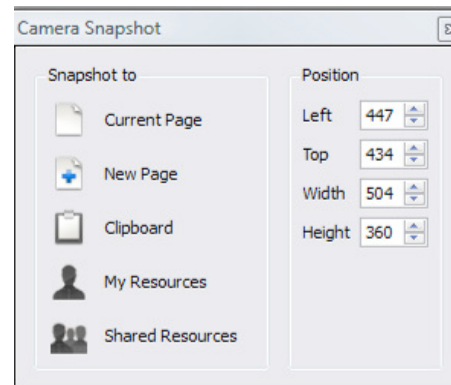 Camera Snapshot
Snapshot to
Current Page
New Page
Clipboard
My Resources
Shared Resources
Position
Left 447
Top 434
Width 504
Height 360